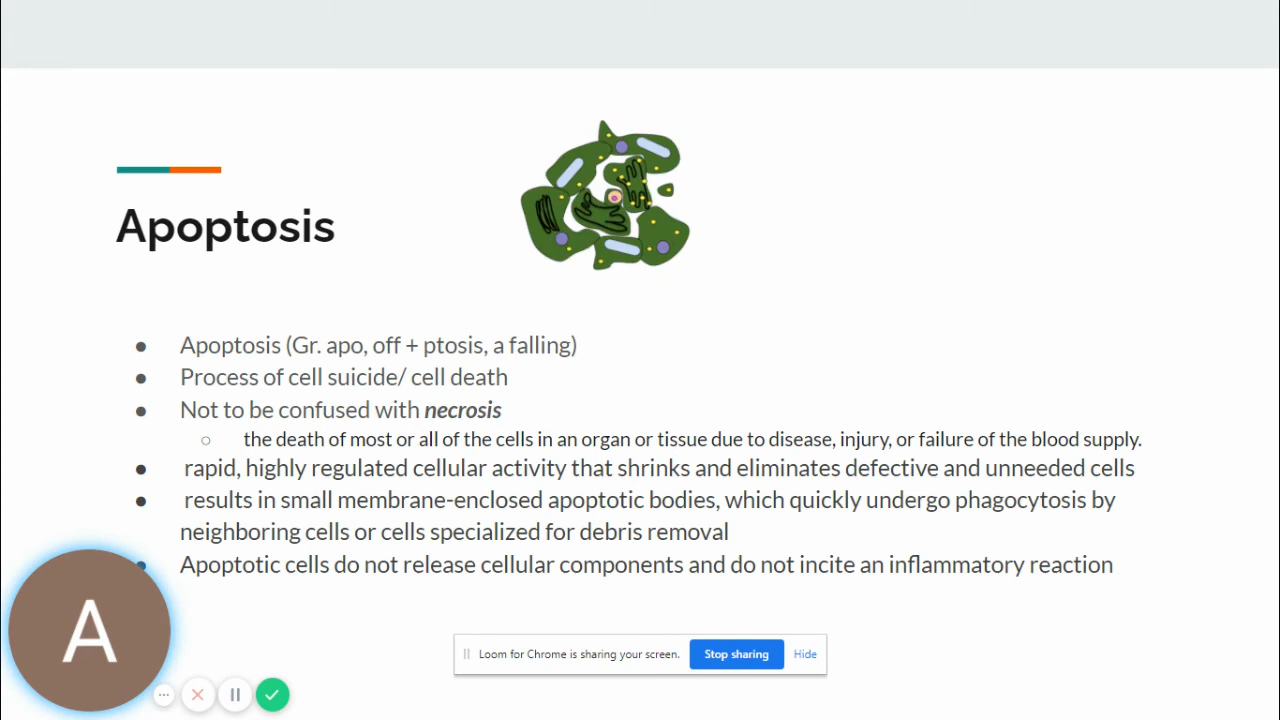 Apoptosis
● Apoptosis (Gr. apo, off + ptosis, a falling)
● Process of cell suicide/ cell death
● Not to be confused with necrosis
○ the death of most or all of the cells in an organ or tissue due to disease, injury, or failure of the blood supply.
● rapid, highly regulated cellular activity that shrinks and eliminates defective and unneeded cells
● results in small membrane-enclosed apoptotic bodies, which quickly undergo phagocytosis by
neighboring cells or cells specialized for debris removal
● Apoptotic cells do not release cellular components and do not incite an inflammatory reaction
A
Loom for Chrome is sharing your screen. Stop sharing Hide